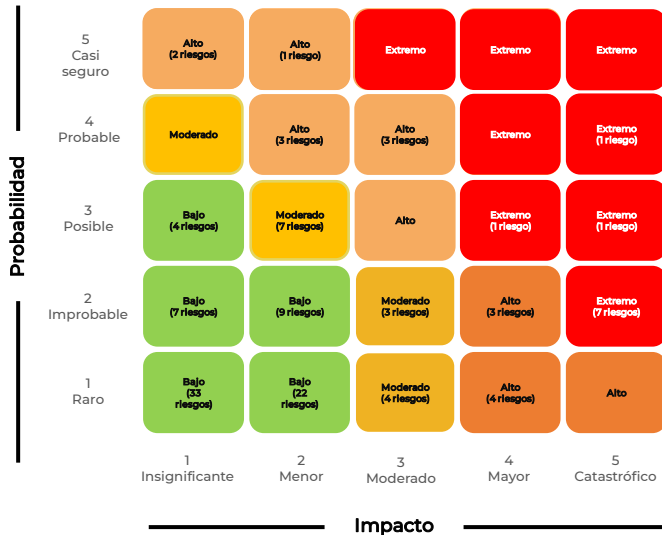 Probabilidad
5
Casi
seguro
Alto
(2 riesgos)
Alto
(1 riesgo)
Extremo
Extremo
Extremo
4
Probable
Moderado
Alto
(3 riesgos)
Alto
(3 riesgos)
Extremo
Extremo
(1 riesgo)
3
Posible
Bajo
(4 riesgos)
Moderado
(7 riesgos)
Alto
Extremo
(1 riesgo)
Extremo
(1 riesgo)
2
Improbable
Bajo
(7 riesgos)
Bajo
(9 riesgos)
Moderado
(3 riesgos)
Alto
(3 riesgos)
Extremo
(7 riesgos)
1
Raro
Bajo
(33
riesgos)
Bajo
(22
riesgos)
Moderado
(4 riesgos)
Alto
(4 riesgos)
Alto
1
Insignificante
2
Menor
3
Moderado
4
Mayor
5
Catastrófico
Impacto